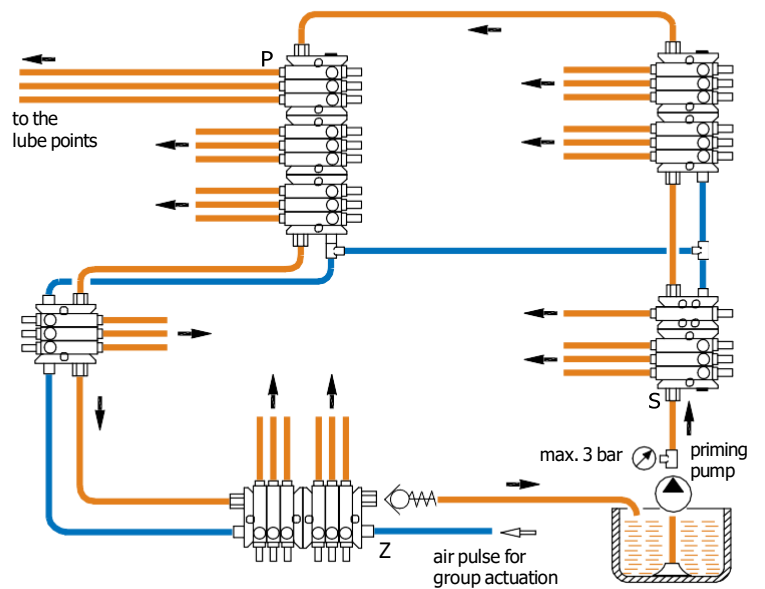 P
to the
lube points
S
max. 3 bar
priming
pump
Z
air pulse for
group actuation